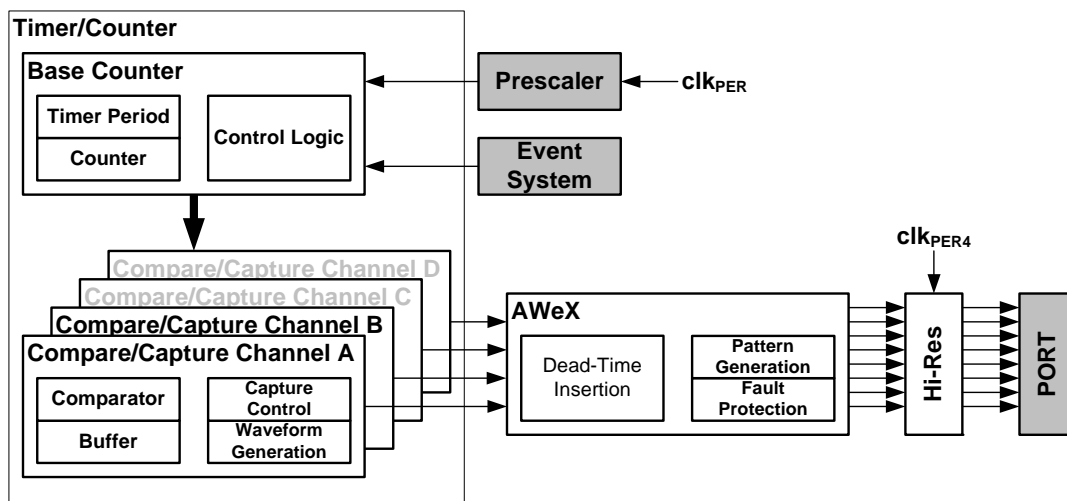 Timer/Counter
Base Counter
Timer Period
Counter
Control Logic
Prescaler
clkPER
Event
System
Compare/Capture Channel D
Compare/Capture Channel C
Compare/Capture Channel B
Compare/Capture Channel A
Comparator
Buffer
Capture
Control
Waveform
Generation
AWeX
Dead-Time
Insertion
Pattern
Generation
Fault
Protection
clkPER4
Hi-Res
PORT